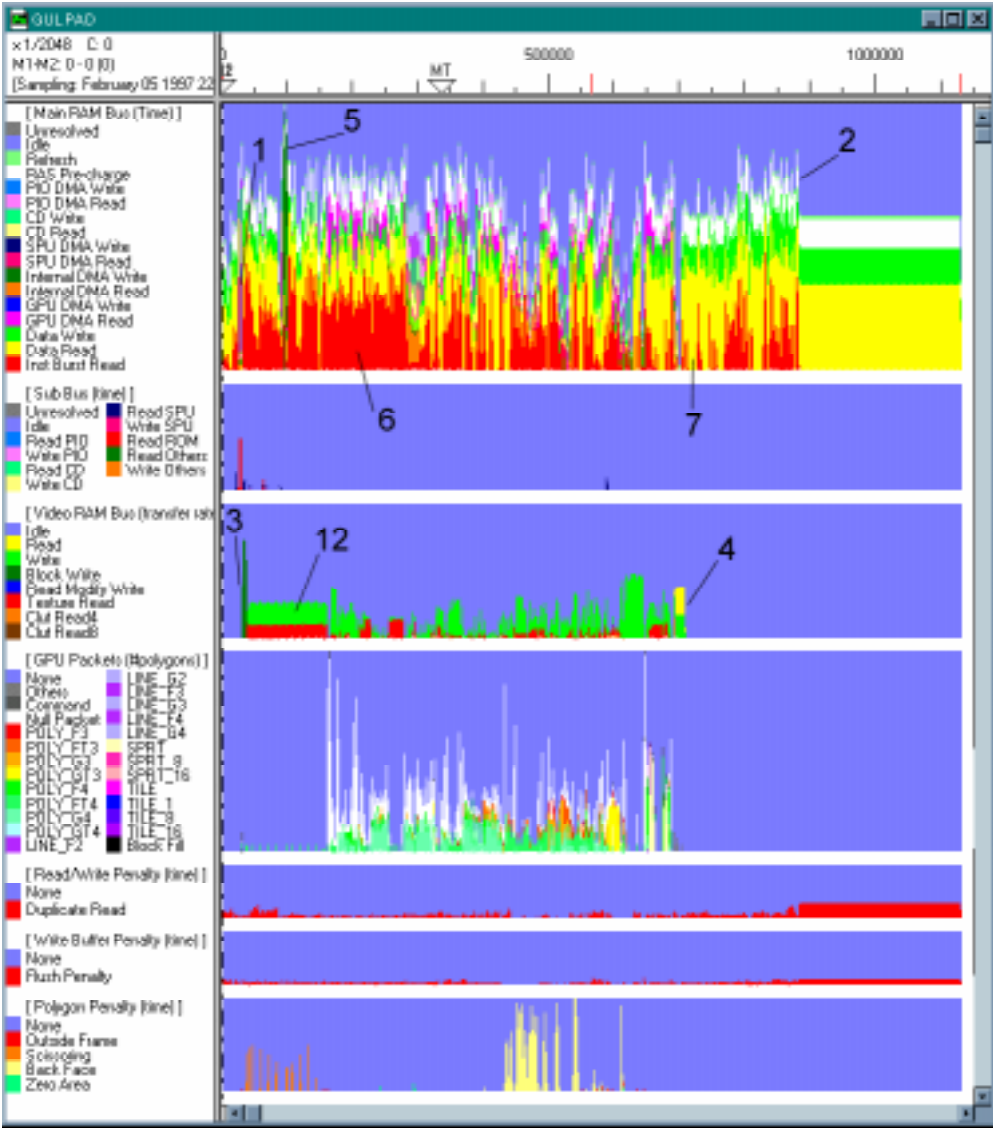 GUI PAD
x1/2048 C: 0
M1-M2: 0 - 0 (0)
[Sampling: February 05 1997 22
0 500000 1000000
MT
[ Main RAM Bus (Time) ]
Unresolved
Idle
Refresh
RAS Pre-charge
PIO DMA Write
PIO DMA Read
CD Write
CD Read
SPU DMA Write
SPU DMA Read
Internal DMA Write
Internal DMA Read
GPU DMA Write
GPU DMA Read
Data Write
Data Read
Inst Burst Read
1
5
2
6
7
[ Sub Bus (time) ]
Unresolved Read SPU
Idle Write SPU
Read PIO Read ROM
Write PIO Read Others
Read CD Write Others
Write CD
[ Video RAM Bus (transfer rate
Idle
Read
Write
Block Write
Read Modify Write
Texture Read
Clut Read4
Clut Read8
3
12
4
[ GPU Packets (#polygons) ]
None LINE_G2
Others LINE_F3
Command LINE_G3
Null Packet LINE_F4
POLY_F3 LINE_G4
POLY_FT3 SPRT
POLY_G3 SPRT_8
POLY_GT3 SPRT_16
POLY_F4 TILE
POLY_FT4 TILE_1
POLY_G4 TILE_8
POLY_GT4 TILE_16
LINE_F2 Block Fill
[ Read/Write Penalty (time) ]
None
Duplicate Read
[ Write Buffer Penalty (time) ]
None
Flush Penalty
[ Polygon Penalty (time) ]
None
Outside Frame
Scissoring
Back Face
Zero Area